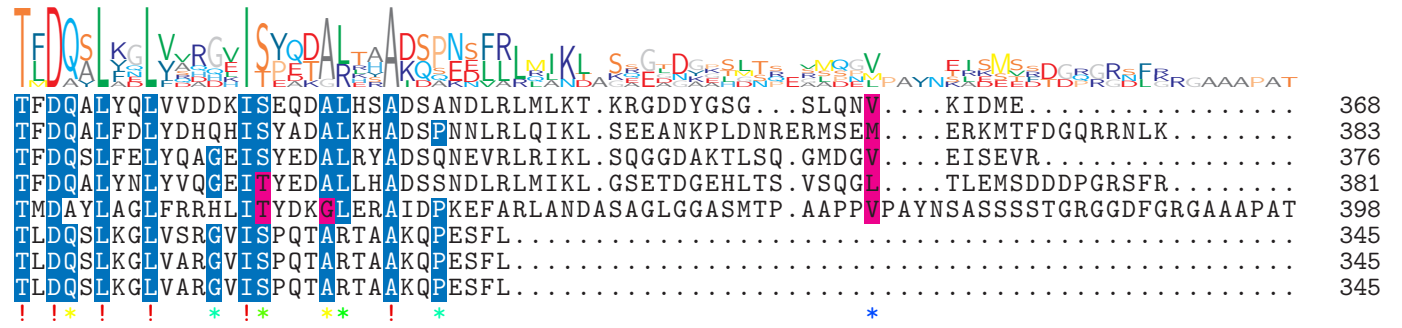 TFDQALYQLVVDDKISEQDALHSADSANDLRLMLKT.KRGDDYGSG...SLQNV....KIDME................. 368
TFDQALFDLYDHQHISYADALKHADSPNNLRLQIKL.SEEANKPLDNRERMSEM....ERKMTFDGQRRNLK........ 383
TFDQSLFELYQAGEISYEDALRYADSQNEVRLRIKL.SQGGDAKTLSQ.GMDGV....EISEVR................ 376
TFDQALYNLYVQGEITYEDALLHADSSNDLRLMIKL.GSETDGEHLTS.VSQGL....TLEMSDDDPGRSFR........ 381
TMDAYLAGLFRRHLITYDKGLERAIDPKEFARLANDASAGLGGASMTP.AAPPVPAYNSASSSSTGRGGDFGRGAAAPAT 398
TLDQSLKGLVSRGVISPQTARTAAKQPESFL................................................. 345
TLDQSLKGLVARGVISPQTARTAAKQPESFL................................................. 345
TLDQSLKGLVARGVISPQTARTAAKQPESFL................................................. 345
! !* !  !   * !*   **  !  *                          *